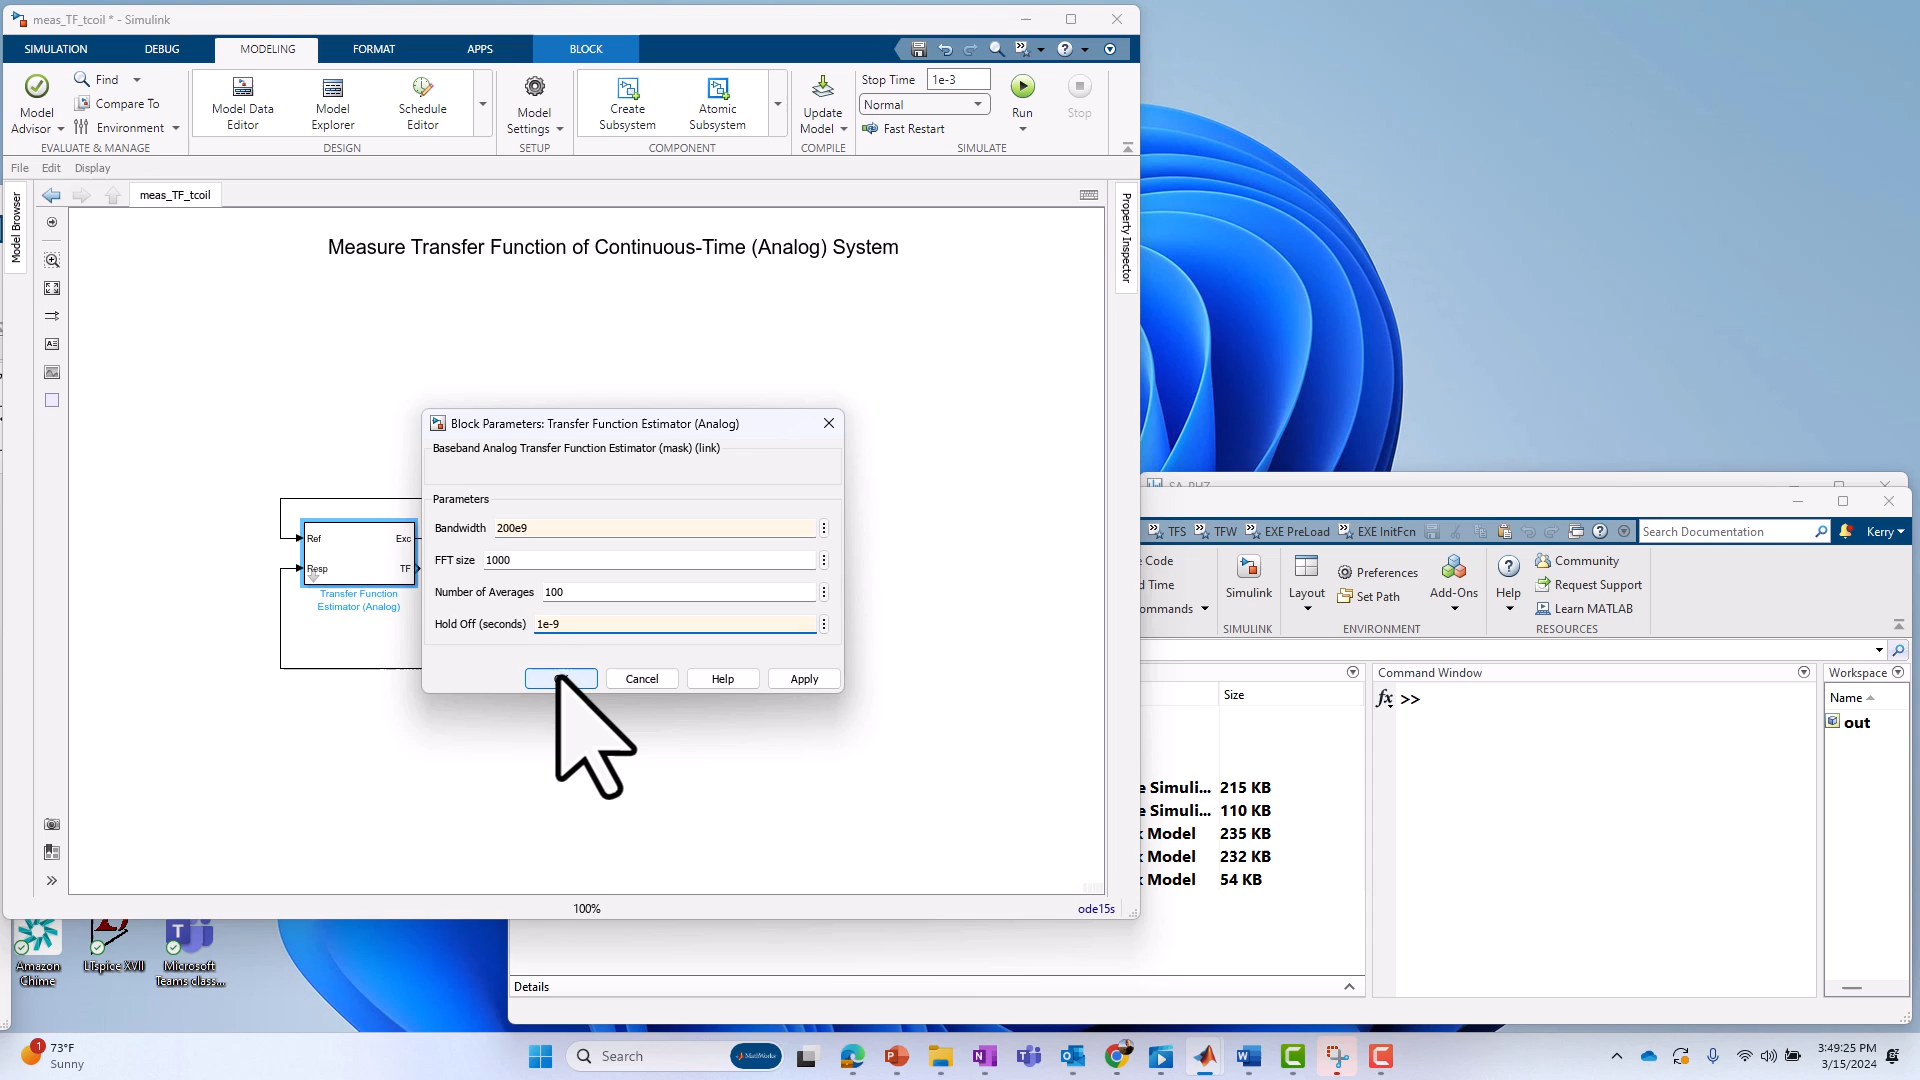 meas_TF_tcoil * - Simulink
SIMULATION DEBUG MODELING FORMAT APPS BLOCK
Model Advisor
Find
Compare To
Environment
Model Data Editor
Model Explorer
Schedule Editor
Model Settings
Create Subsystem
Atomic Subsystem
Update Model
Stop Time 1e-3
Normal
Fast Restart
Run
Stop
EVALUATE & MANAGE DESIGN SETUP COMPONENT COMPILE SIMULATE
File Edit Display
Model Browser
meas_TF_tcoil
Property Inspector
Measure Transfer Function of Continuous-Time (Analog) System
Ref Exc
Resp TF
Transfer Function
Estimator (Analog)
Block Parameters: Transfer Function Estimator (Analog)
Baseband Analog Transfer Function Estimator (mask) (link)
Parameters
Bandwidth 200e9
FFT size 1000
Number of Averages 100
Hold Off (seconds) 1e-9
Cancel Help Apply
100% ode15s
TFS TFW EXE PreLoad EXE InitFcn Search Documentation Kerry
Code
Time
Simulink
Layout
Preferences
Set Path
Add-Ons
Help
Community
Request Support
Learn MATLAB
SIMULINK ENVIRONMENT RESOURCES
Size
Command Window
fx >>
Workspace
Name
out
e Simuli... 215 KB
e Simuli... 110 KB
k Model 235 KB
k Model 232 KB
k Model 54 KB
Details
Amazon Chime
LTspice XVII
Microsoft Teams class...
1
73°F
Sunny
Search
MathWorks
3:49:25 PM
3/15/2024